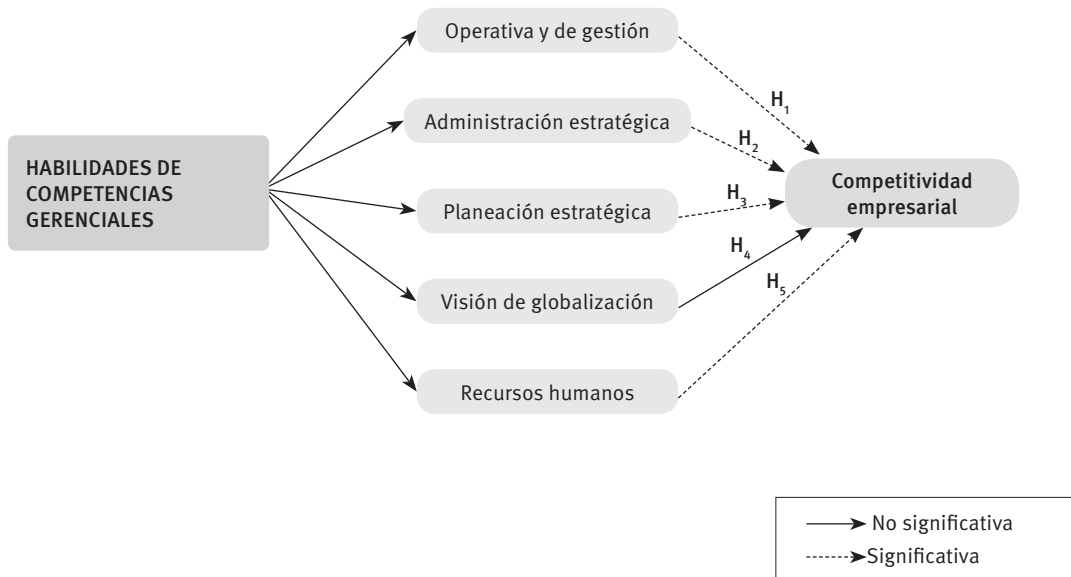 Operativa y de gestión
H₁
Administración estratégica
H₂
HABILIDADES DE
COMPETENCIAS
GERENCIALES
Competitividad
empresarial
Planeación estratégica
H₃
H₄
Visión de globalización
H₅
Recursos humanos
No significativa
Significativa